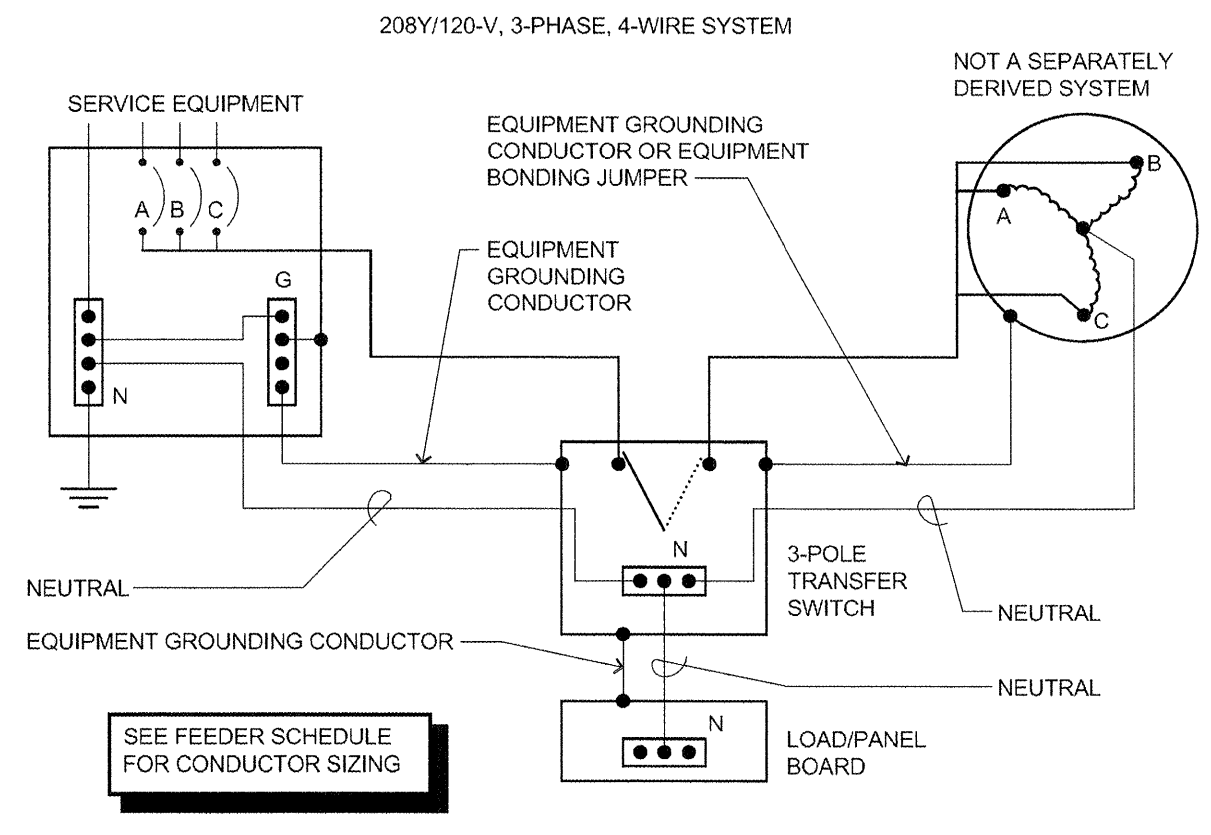 208Y/120-V, 3-PHASE, 4-WIRE SYSTEM
NOT A SEPARATELY
DERIVED SYSTEM
SERVICE EQUIPMENT
EQUIPMENT GROUNDING
CONDUCTOR OR EQUIPMENT
BONDING JUMPER
B
A
C
A
B
C
EQUIPMENT
GROUNDING
CONDUCTOR
G
N
N
3-POLE
TRANSFER
SWITCH
NEUTRAL
NEUTRAL
EQUIPMENT GROUNDING CONDUCTOR
NEUTRAL
N
SEE FEEDER SCHEDULE
FOR CONDUCTOR SIZING
LOAD/PANEL
BOARD